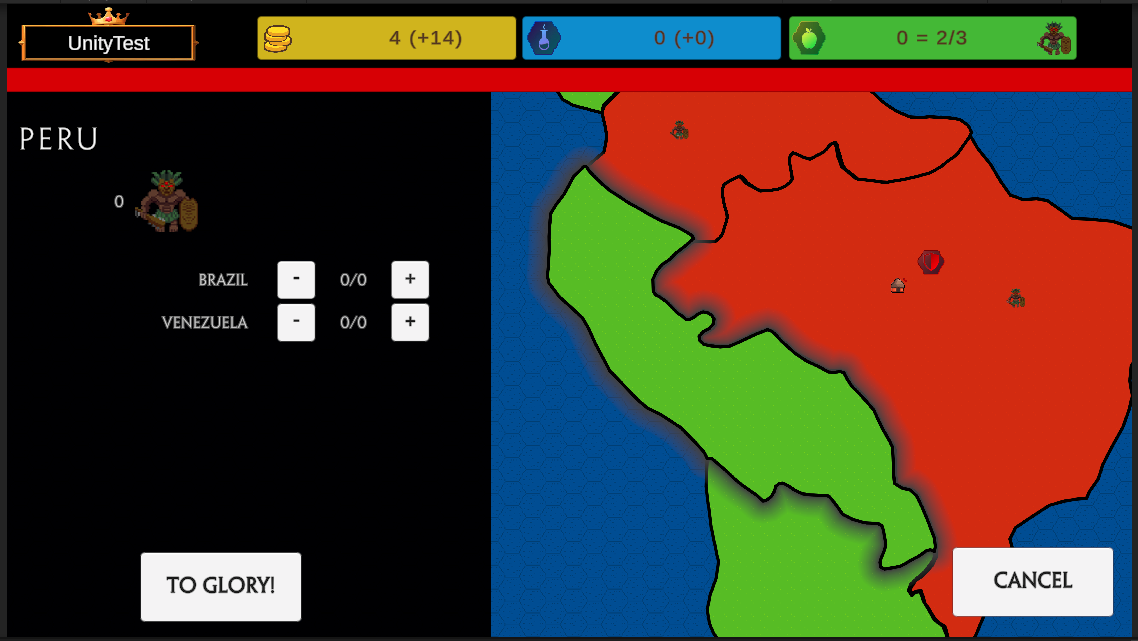 UnityTest
4 (+14)
0 (+0)
0 = 2/3
PERU
0
BRAZIL - 0/0 +
VENEZUELA - 0/0 +
TO GLORY!
CANCEL